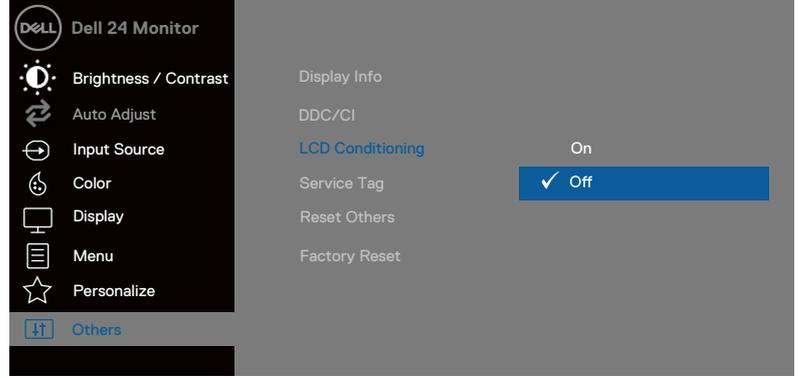 DELL Dell 24 Monitor
Brightness / Contrast
Auto Adjust
Input Source
Color
Display
Menu
Personalize
Others
Display Info
DDC/CI
LCD Conditioning
Service Tag
Reset Others
Factory Reset
On
Off